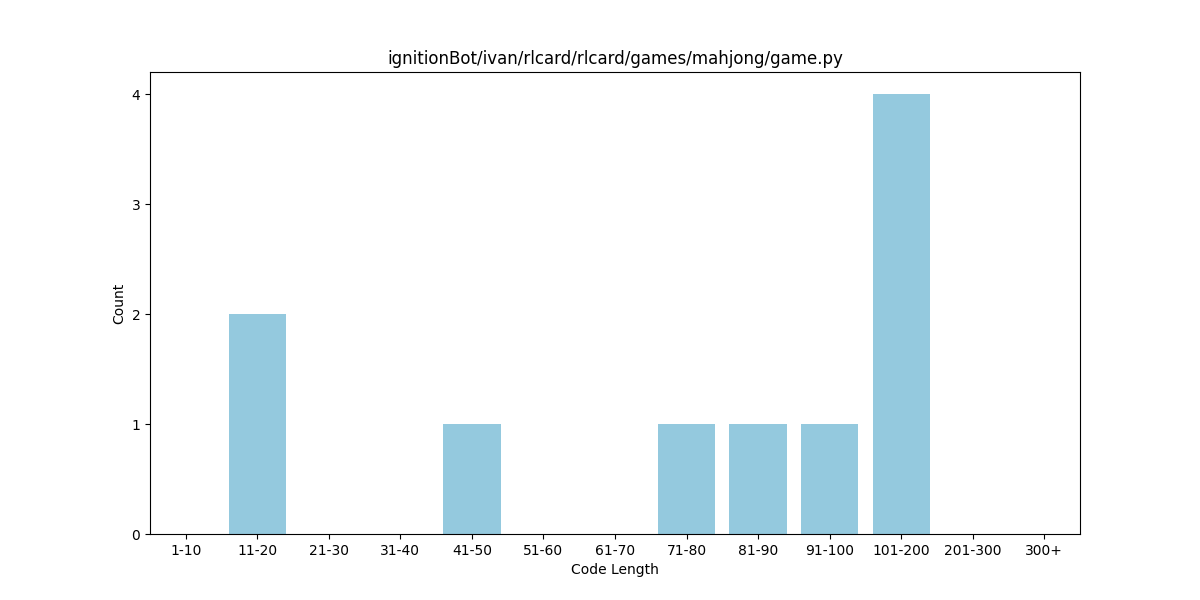 ignitionBot/ivan/rlcard/rlcard/games/mahjong/game.py
4
3
2
1
0
Count
1-10 11-20 21-30 31-40 41-50 51-60 61-70 71-80 81-90 91-100 101-200 201-300 300+
Code Length